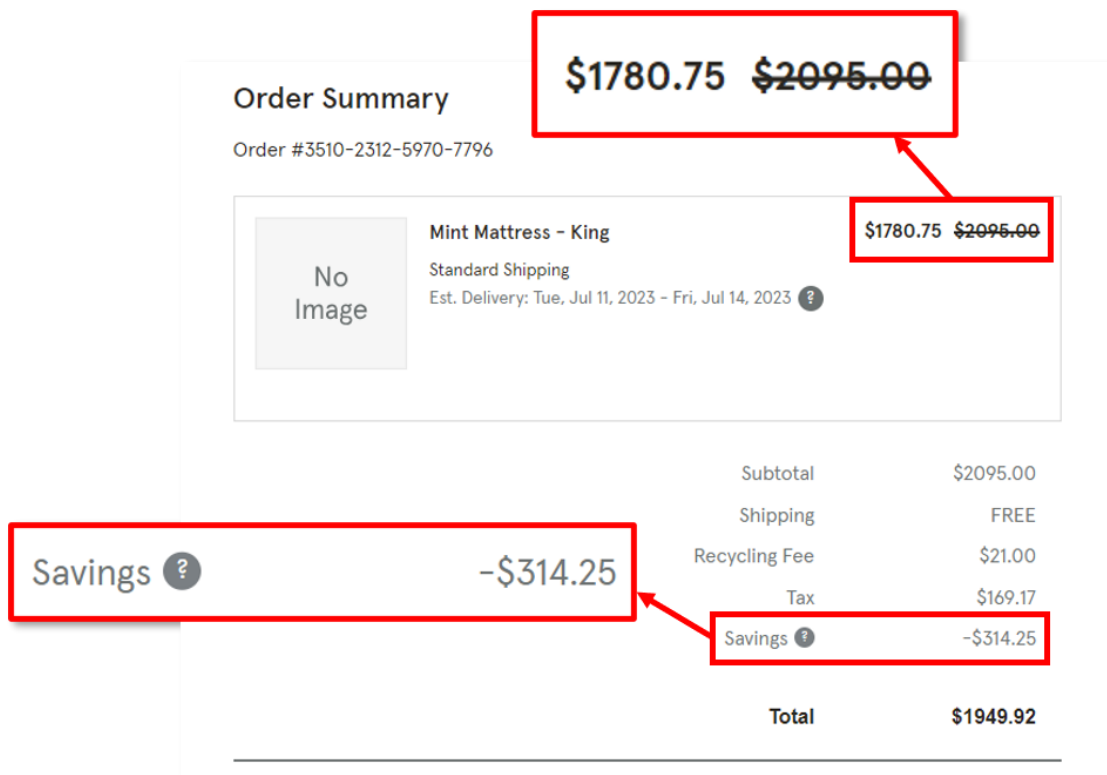 $1780.75 $2095.00
Order Summary
Order #3510-2312-5970-7796
Mint Mattress - King $1780.75 $2095.00
No
Image
Standard Shipping
Est. Delivery: Tue, Jul 11, 2023 - Fri, Jul 14, 2023 ?
Subtotal $2095.00
Shipping FREE
Recycling Fee $21.00
Tax $169.17
Savings ? -$314.25
Savings ? -$314.25
Total $1949.92